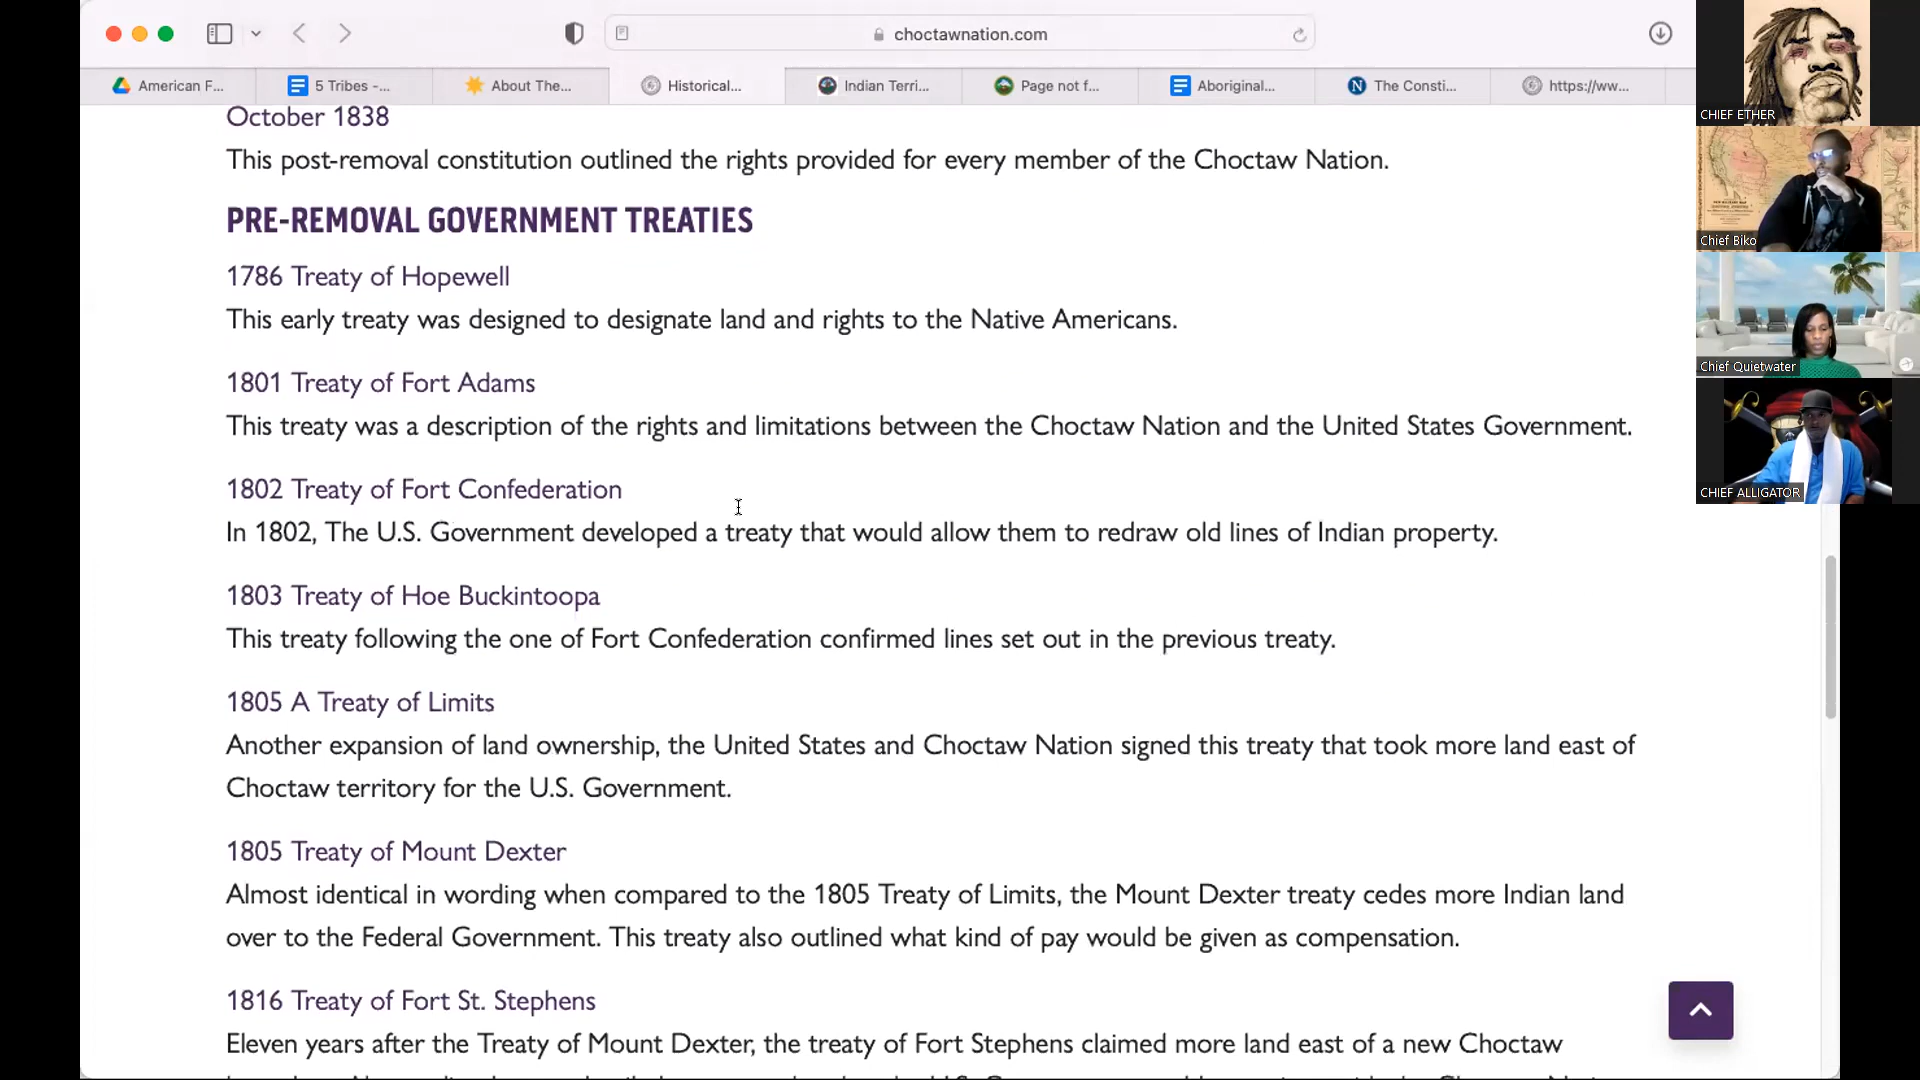 choctawnation.com
American F...
5 Tribes -...
About The...
Historical...
Indian Terri...
Page not f...
Aboriginal...
The Consti...
https://ww...
October 1838
This post-removal constitution outlined the rights provided for every member of the Choctaw Nation.
PRE-REMOVAL GOVERNMENT TREATIES
1786 Treaty of Hopewell
This early treaty was designed to designate land and rights to the Native Americans.
1801 Treaty of Fort Adams
This treaty was a description of the rights and limitations between the Choctaw Nation and the United States Government.
1802 Treaty of Fort Confederation
In 1802, The U.S. Government developed a treaty that would allow them to redraw old lines of Indian property.
1803 Treaty of Hoe Buckintoopa
This treaty following the one of Fort Confederation confirmed lines set out in the previous treaty.
1805 A Treaty of Limits
Another expansion of land ownership, the United States and Choctaw Nation signed this treaty that took more land east of
Choctaw territory for the U.S. Government.
1805 Treaty of Mount Dexter
Almost identical in wording when compared to the 1805 Treaty of Limits, the Mount Dexter treaty cedes more Indian land
over to the Federal Government. This treaty also outlined what kind of pay would be given as compensation.
1816 Treaty of Fort St. Stephens
Eleven years after the Treaty of Mount Dexter, the treaty of Fort Stephens claimed more land east of a new Choctaw
CHIEF ETHER
Chief Biko
Chief Quietwater
CHIEF ALLIGATOR